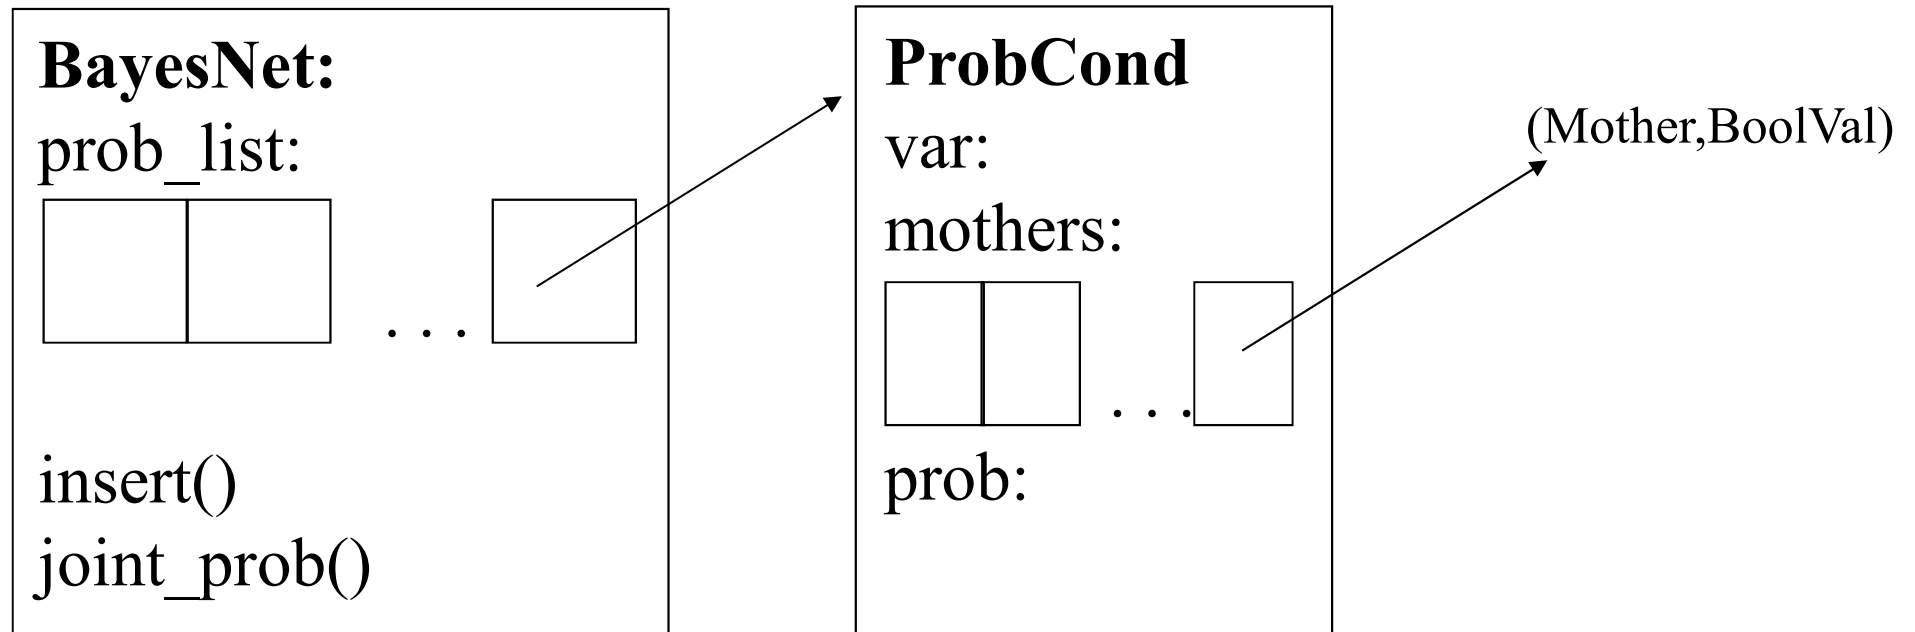 BayesNet:
prob_list:
. . .
insert()
joint_prob()
ProbCond
var:
mothers:
. . .
prob:
(Mother,BoolVal)